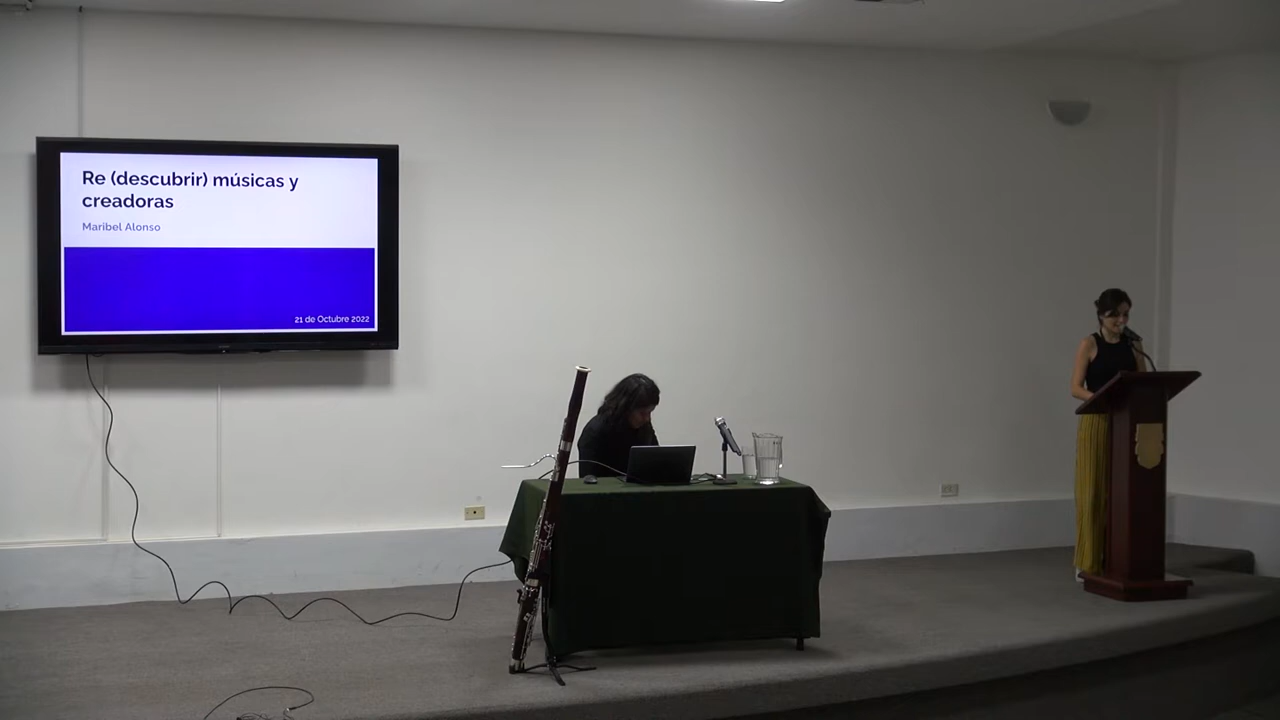 Re (descubrir) músicas y
creadoras
Maribel Alonso
21 de Octubre 2022